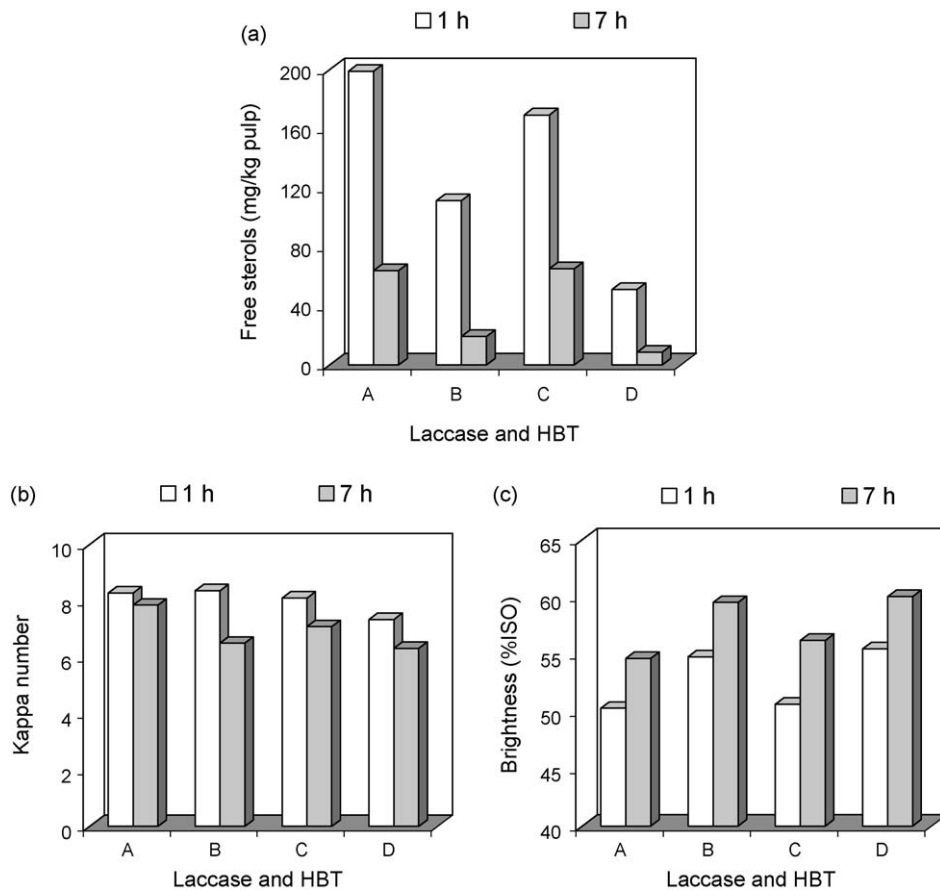 (a)
1 h
7 h
Free sterols (mg/kg pulp)
200
160
120
80
40
0
A B C D
Laccase and HBT
(b)
1 h
7 h
Kappa number
10
8
6
4
2
0
A B C D
Laccase and HBT
(c)
1 h
7 h
Brightness (%ISO)
65
60
55
50
45
40
A B C D
Laccase and HBT